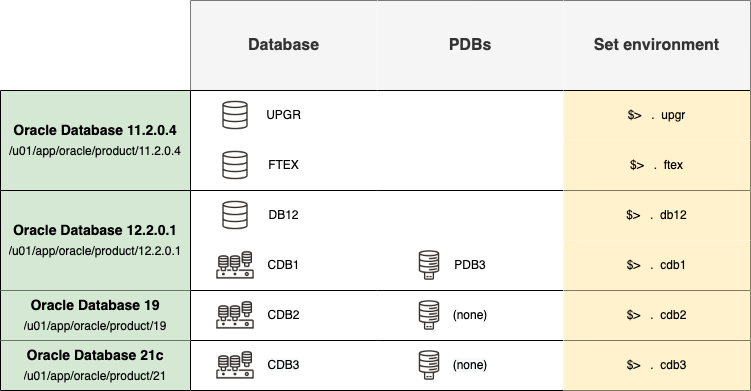 Database PDBs Set environment
Oracle Database 11.2.0.4
/u01/app/oracle/product/11.2.0.4
UPGR $> . upgr
FTEX $> . ftex
Oracle Database 12.2.0.1
/u01/app/oracle/product/12.2.0.1
DB12 $> . db12
CDB1 PDB3 $> . cdb1
Oracle Database 19
/u01/app/oracle/product/19
CDB2 (none) $> . cdb2
Oracle Database 21c
/u01/app/oracle/product/21
CDB3 (none) $> . cdb3